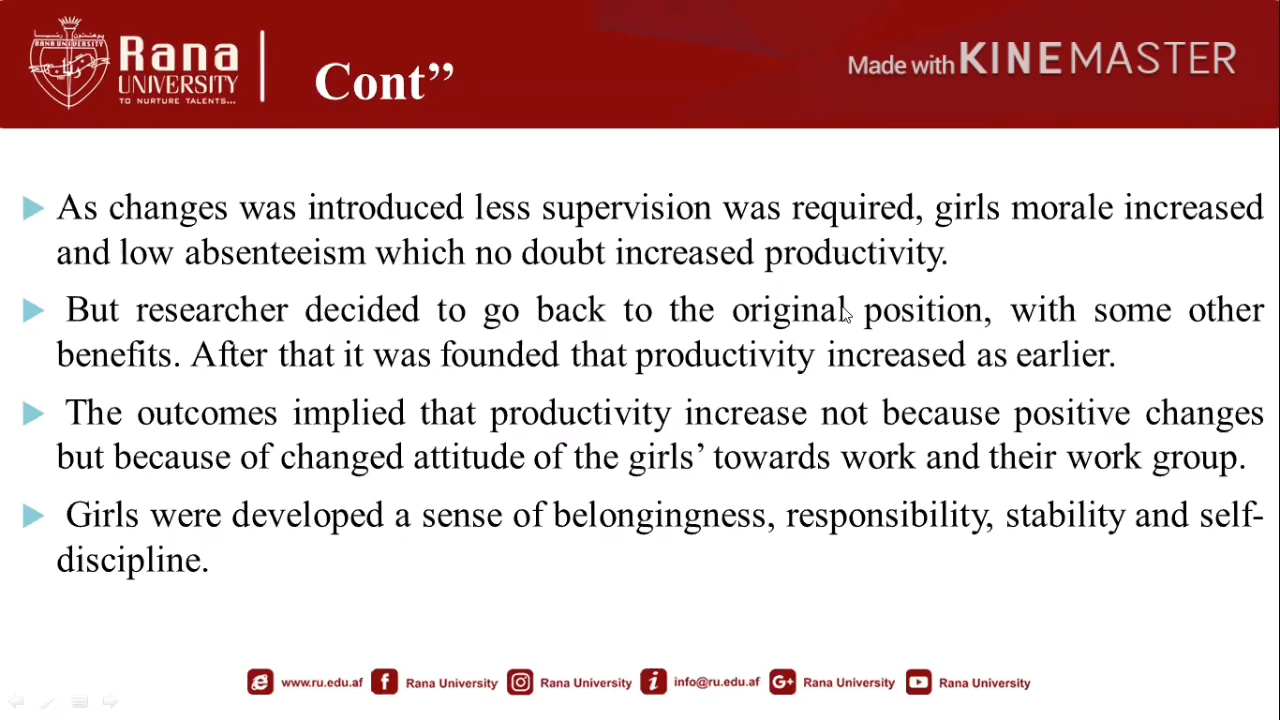 RANA UNIVERSITY
Rana
UNIVERSITY
TO NURTURE TALENTS...
Cont”
Made with KINEMASTER
As changes was introduced less supervision was required, girls morale increased
and low absenteeism which no doubt increased productivity.
But researcher decided to go back to the original position, with some other
benefits. After that it was founded that productivity increased as earlier.
The outcomes implied that productivity increase not because positive changes
but because of changed attitude of the girls’ towards work and their work group.
Girls were developed a sense of belongingness, responsibility, stability and self-
discipline.
www.ru.edu.af Rana University Rana University info@ru.edu.af G+ Rana University Rana University